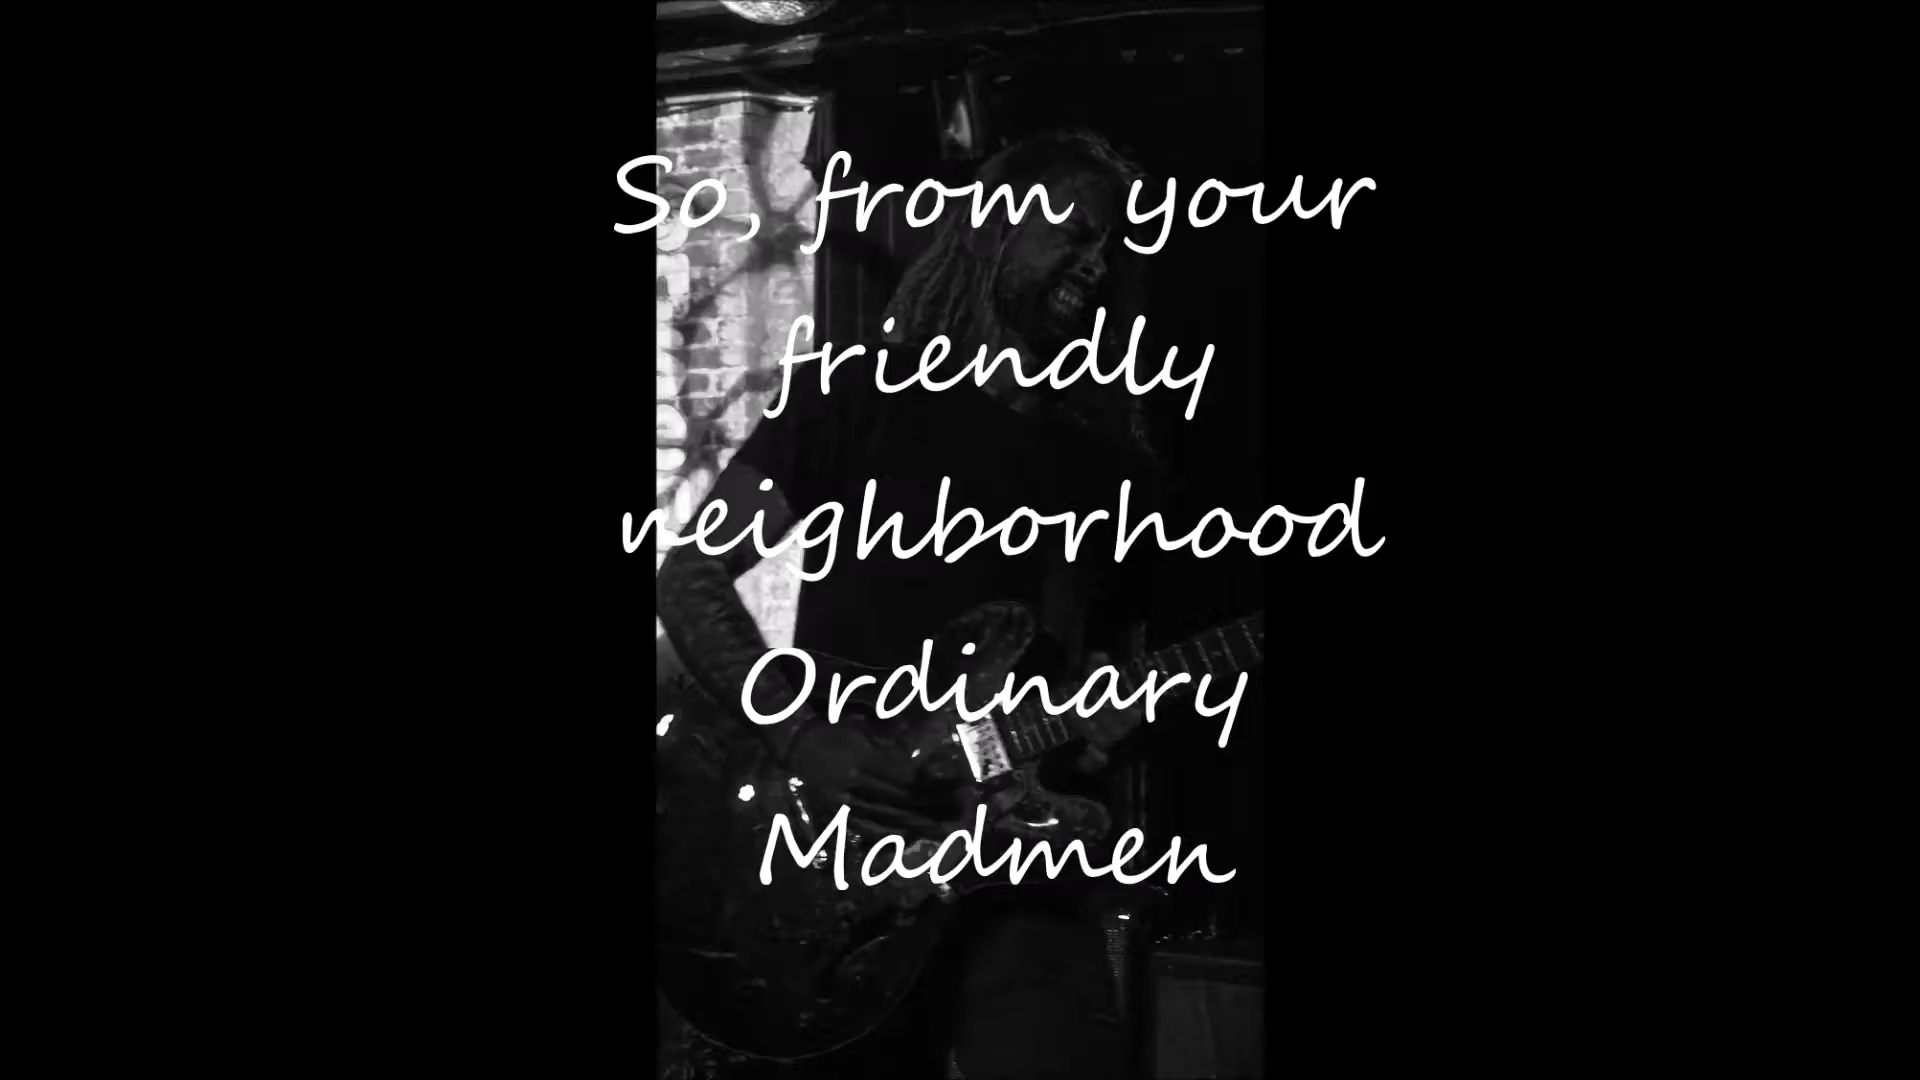 So, from your
friendly
neighborhood
Ordinary
Madmen